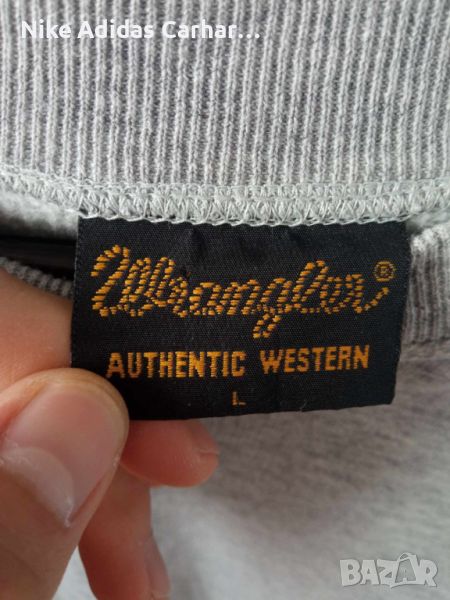 Nike Adidas Carhar...
Wrangler®
AUTHENTIC WESTERN
L
BAZAR